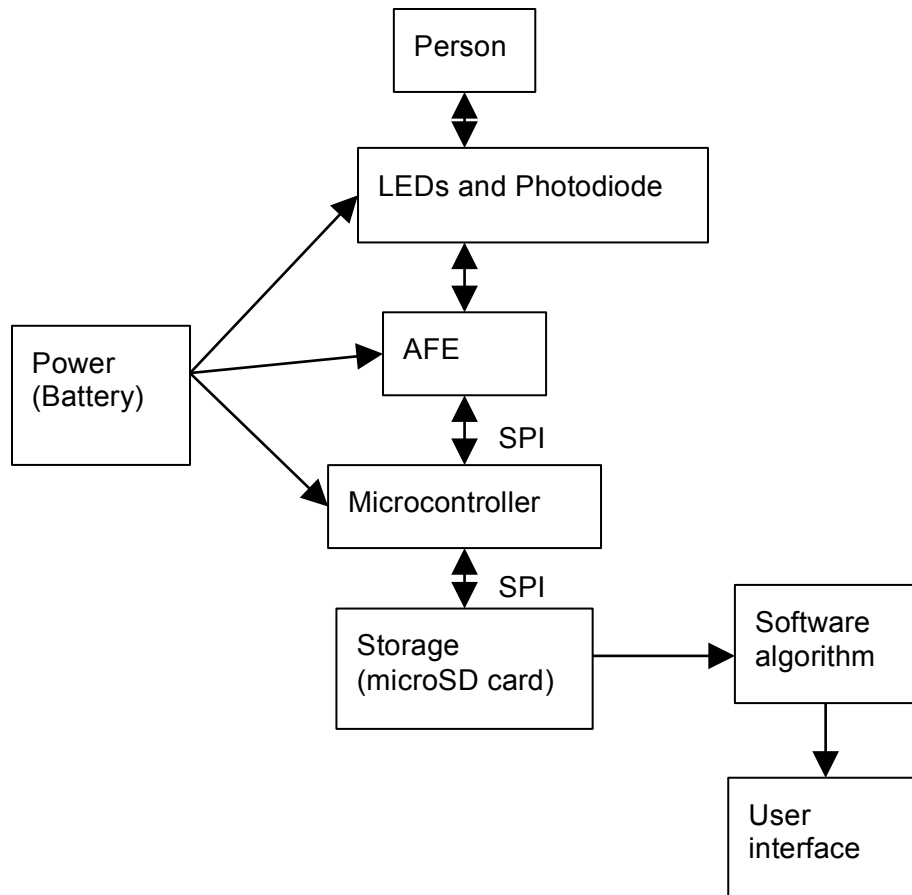 Person
LEDs and Photodiode
AFE
Power
(Battery)
SPI
Microcontroller
SPI
Storage
(microSD card)
Software
algorithm
User
interface